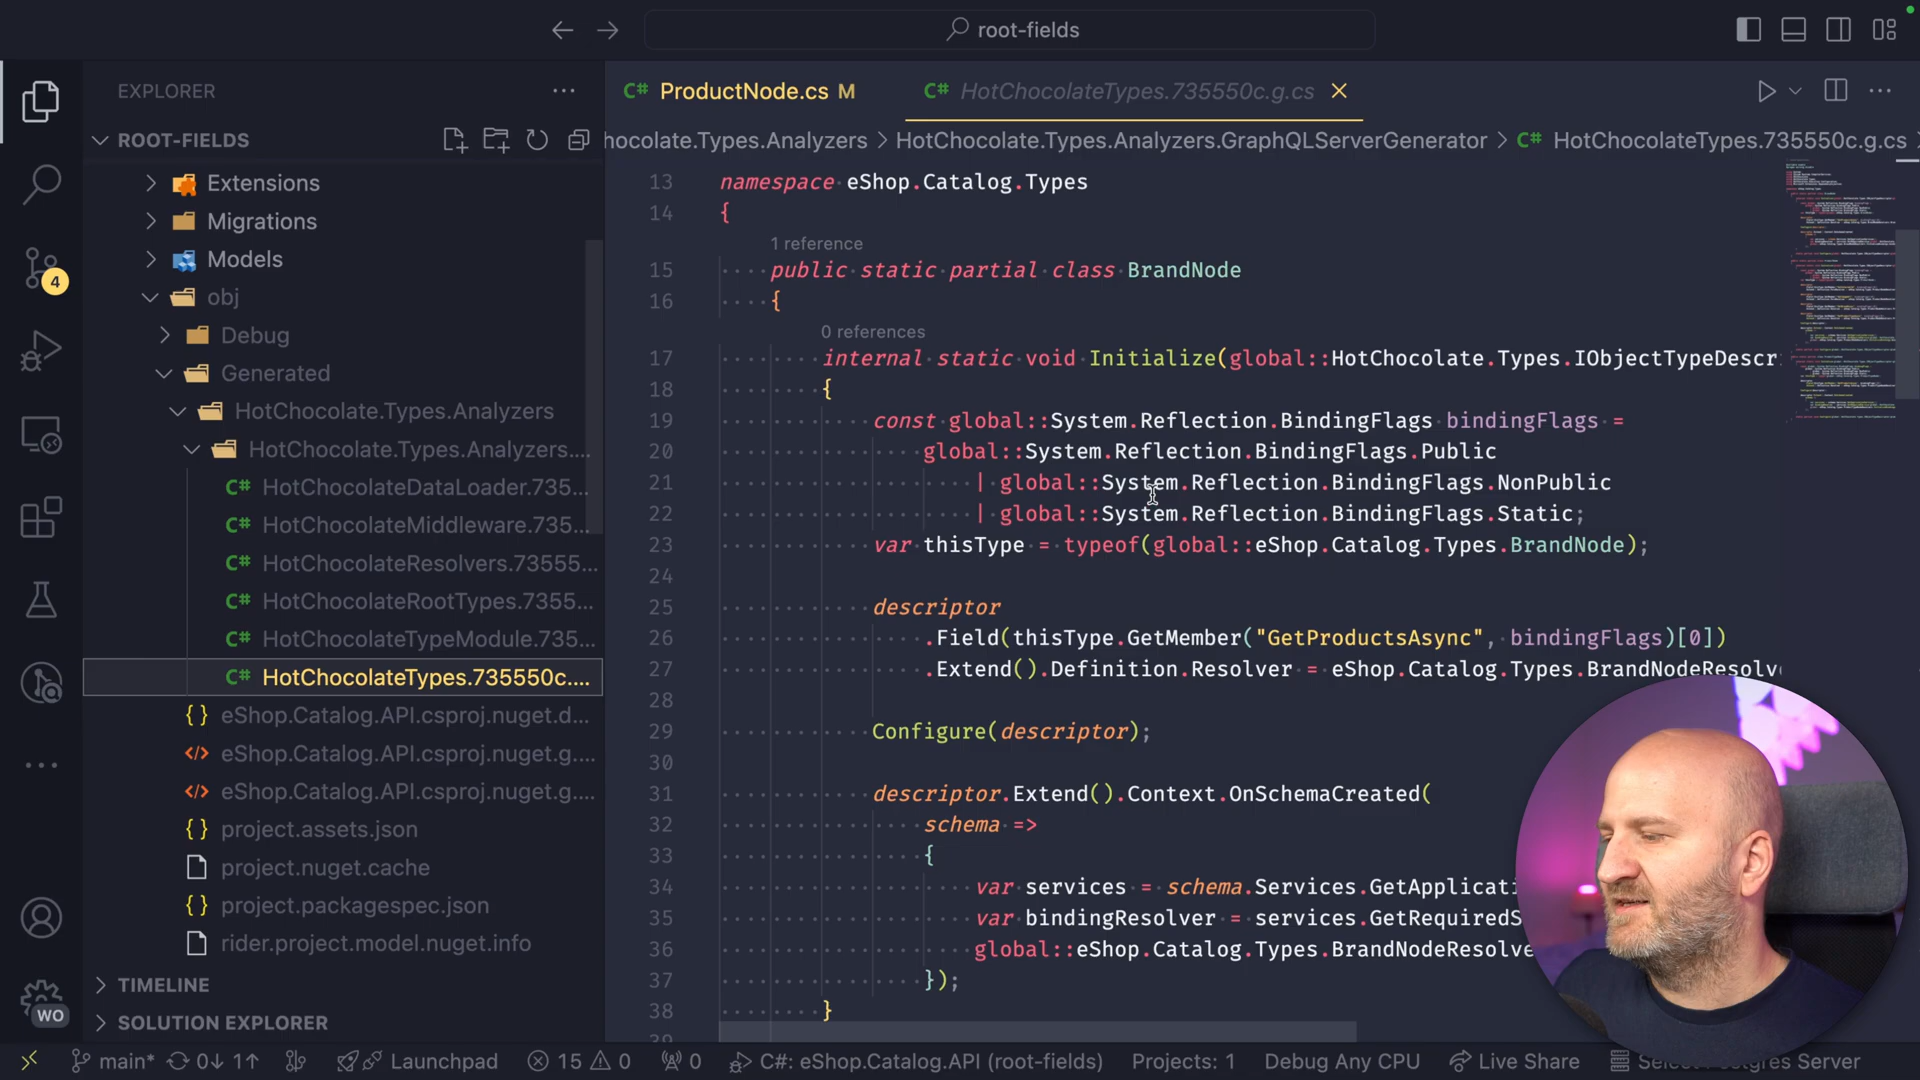 root-fields
EXPLORER
ROOT-FIELDS
Extensions
Migrations
Models
obj
Debug
Generated
HotChocolate.Types.Analyzers
HotChocolate.Types.Analyzers....
HotChocolateDataLoader.735...
HotChocolateMiddleware.735...
HotChocolateResolvers.73555...
HotChocolateRootTypes.7355...
HotChocolateTypeModule.735...
HotChocolateTypes.735550c....
eShop.Catalog.API.csproj.nuget.d...
eShop.Catalog.API.csproj.nuget.g....
eShop.Catalog.API.csproj.nuget.g....
project.assets.json
project.nuget.cache
project.packagespec.json
rider.project.model.nuget.info
TIMELINE
SOLUTION EXPLORER
4
WO
C# ProductNode.cs M
C# HotChocolateTypes.735550c.g.cs
hocolate.Types.Analyzers > HotChocolate.Types.Analyzers.GraphQLServerGenerator > C# HotChocolateTypes.735550c.g.cs
13 namespace eShop.Catalog.Types
14 {
1 reference
15 public static partial class BrandNode
16 {
0 references
17 internal static void Initialize(global::HotChocolate.Types.IObjectTypeDescr
18 {
19 const global::System.Reflection.BindingFlags bindingFlags =
20 global::System.Reflection.BindingFlags.Public
21 | global::System.Reflection.BindingFlags.NonPublic
22 | global::System.Reflection.BindingFlags.Static;
23 var thisType = typeof(global::eShop.Catalog.Types.BrandNode);
24
25 descriptor
26 .Field(thisType.GetMember("GetProductsAsync", bindingFlags)[0])
27 .Extend().Definition.Resolver = eShop.Catalog.Types.BrandNodeResolv
28
29 Configure(descriptor);
30
31 descriptor.Extend().Context.OnSchemaCreated(
32 schema =>
33 {
34 var services = schema.Services.GetApplicati
35 var bindingResolver = services.GetRequiredS
36 global::eShop.Catalog.Types.BrandNodeResolve
37 });
38 }
main* 0↓ 1↑ Launchpad 15 0 0 C#: eShop.Catalog.API (root-fields) Projects: 1 Debug Any CPU Live Share Select Postgres Server